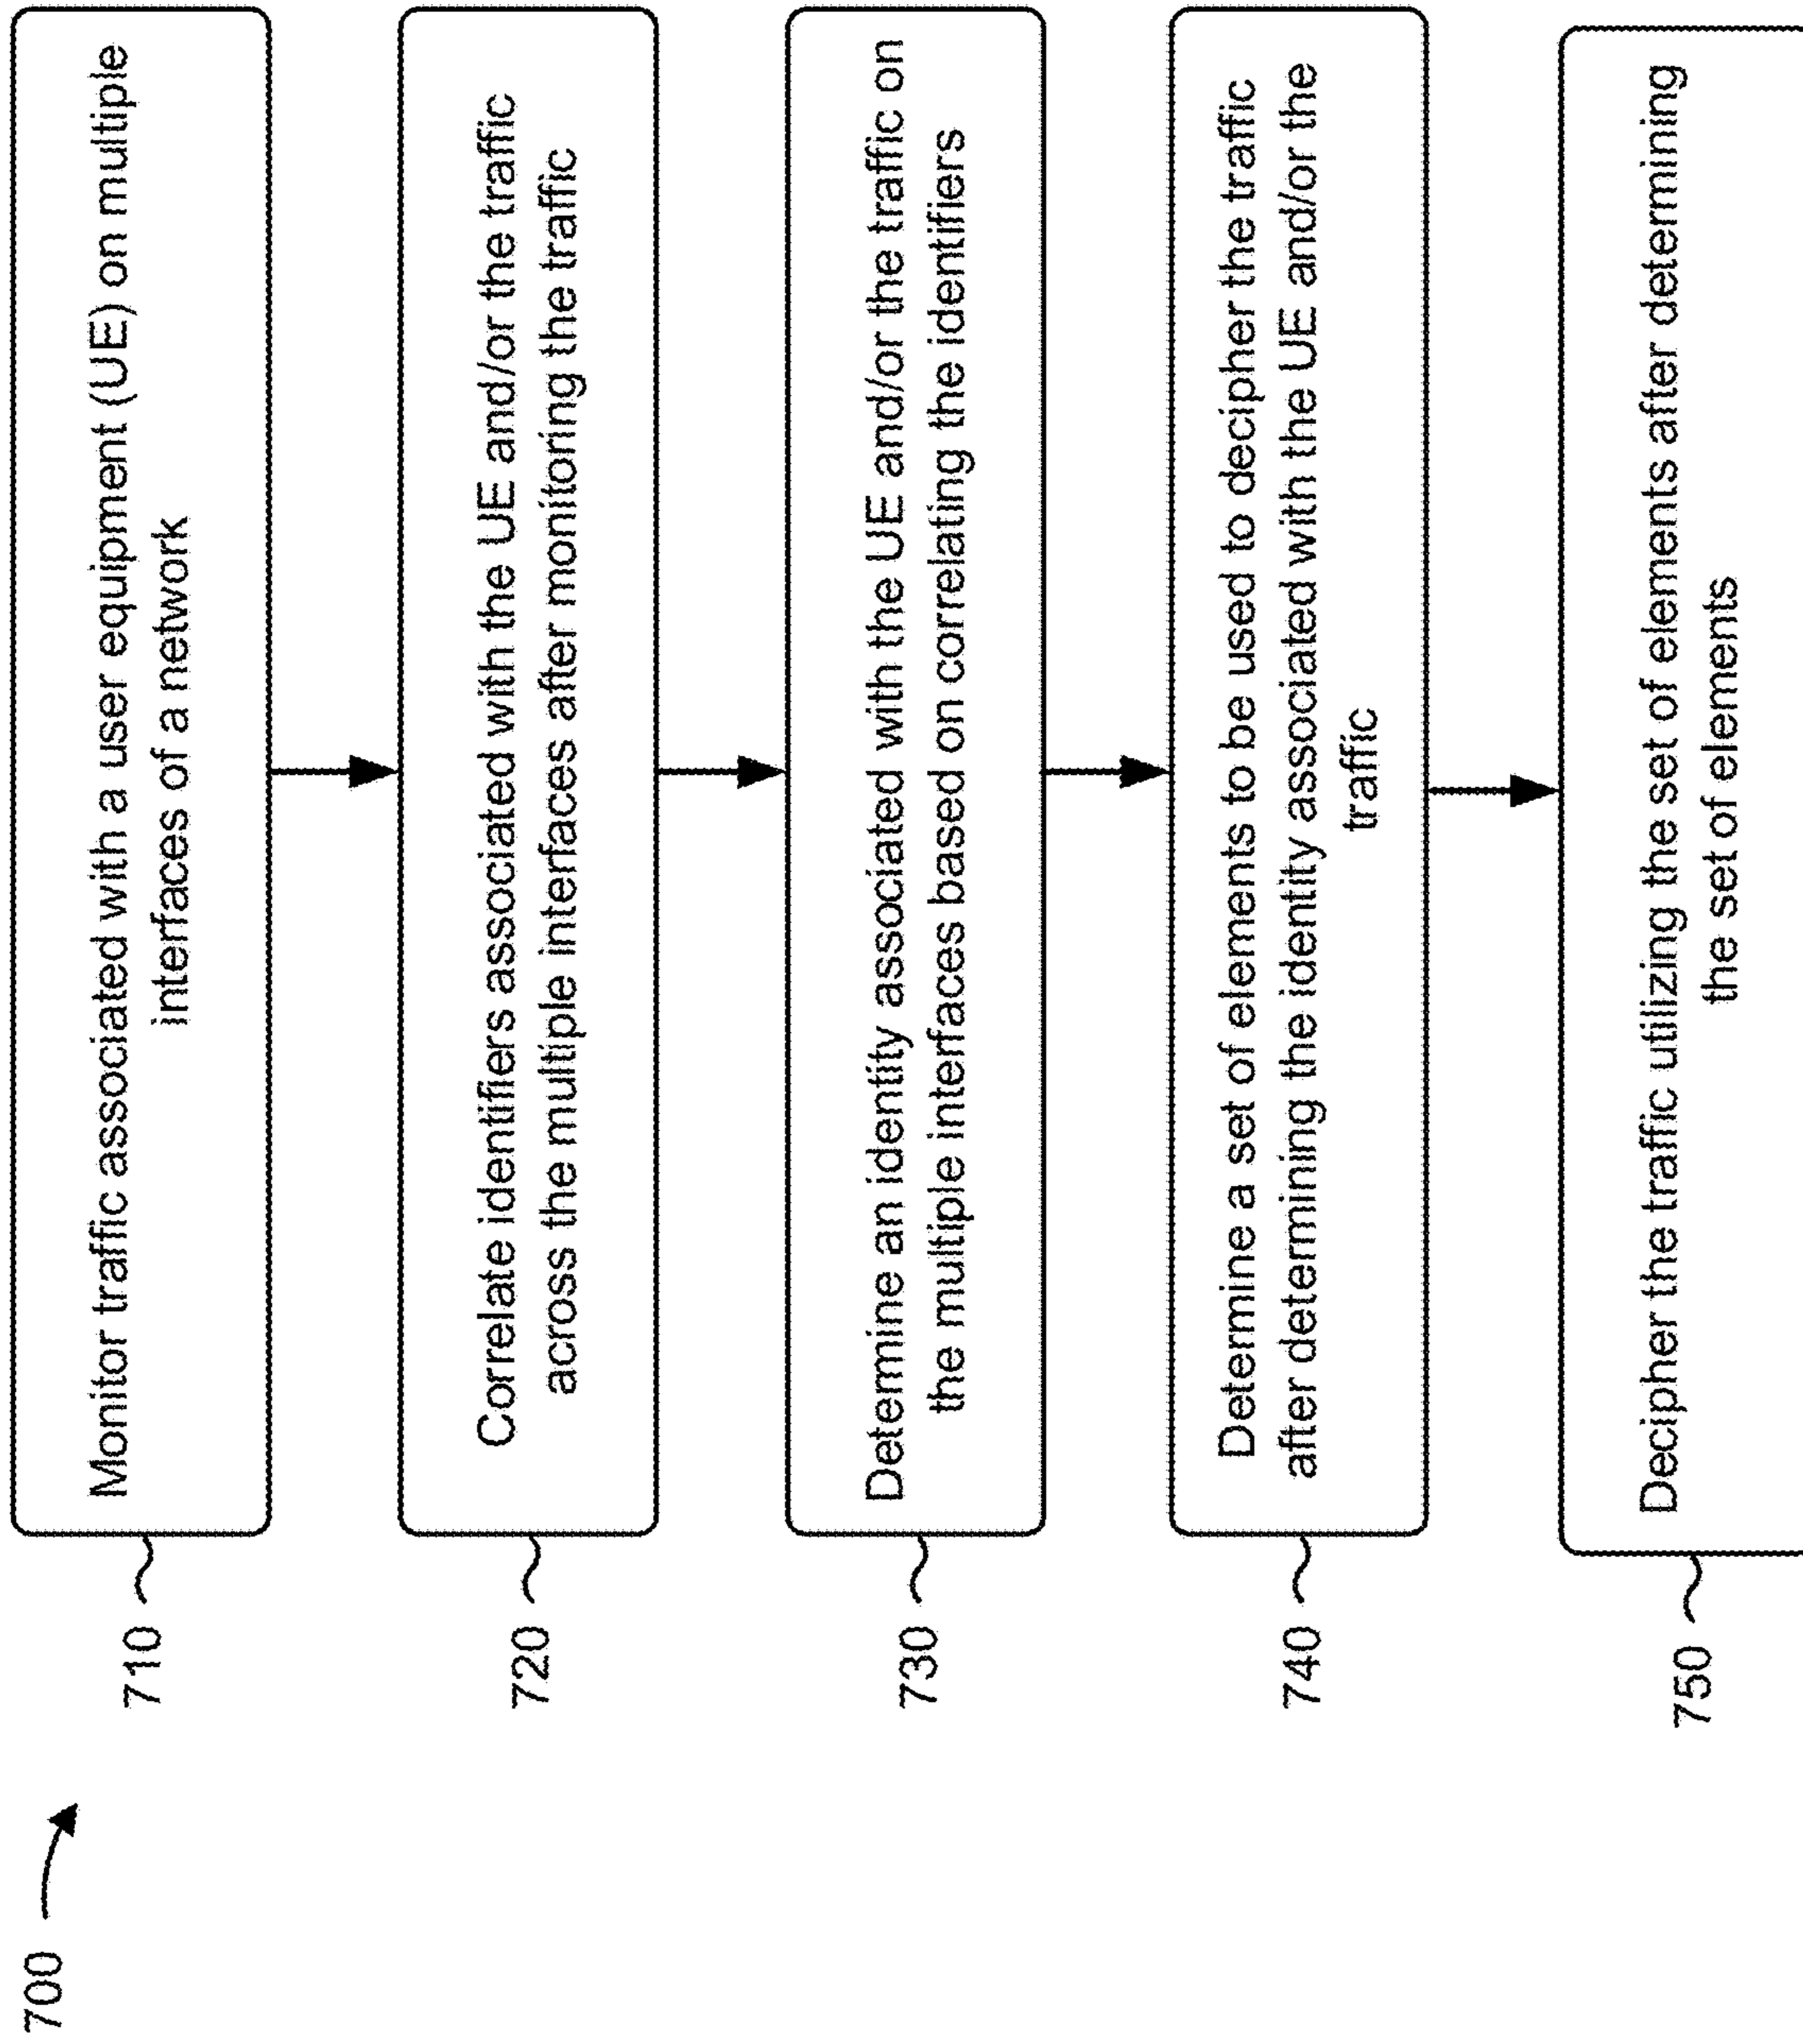 700
710
Monitor traffic associated with a user equipment (UE) on multiple
interfaces of a network
720
Correlate identifiers associated with the UE and/or the traffic
across the multiple interfaces after monitoring the traffic
730
Determine an identity associated with the UE and/or the traffic on
the multiple interfaces based on correlating the identifiers
740
Determine a set of elements to be used to decipher the traffic
after determining the identity associated with the UE and/or the
traffic
750
Decipher the traffic utilizing the set of elements after determining
the set of elements